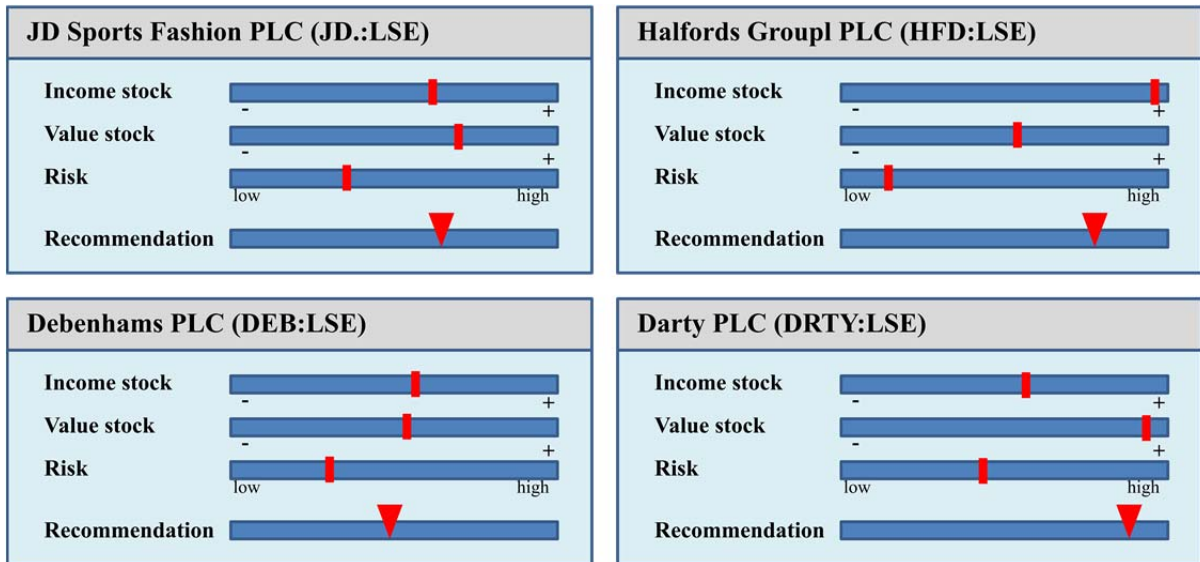 JD Sports Fashion PLC (JD.:LSE)
Income stock
- +
Value stock
- +
Risk
low high
Recommendation
Halfords Groupl PLC (HFD:LSE)
Income stock
- +
Value stock
- +
Risk
low high
Recommendation
Debenhams PLC (DEB:LSE)
Income stock
- +
Value stock
- +
Risk
low high
Recommendation
Darty PLC (DRTY:LSE)
Income stock
- +
Value stock
- +
Risk
low high
Recommendation